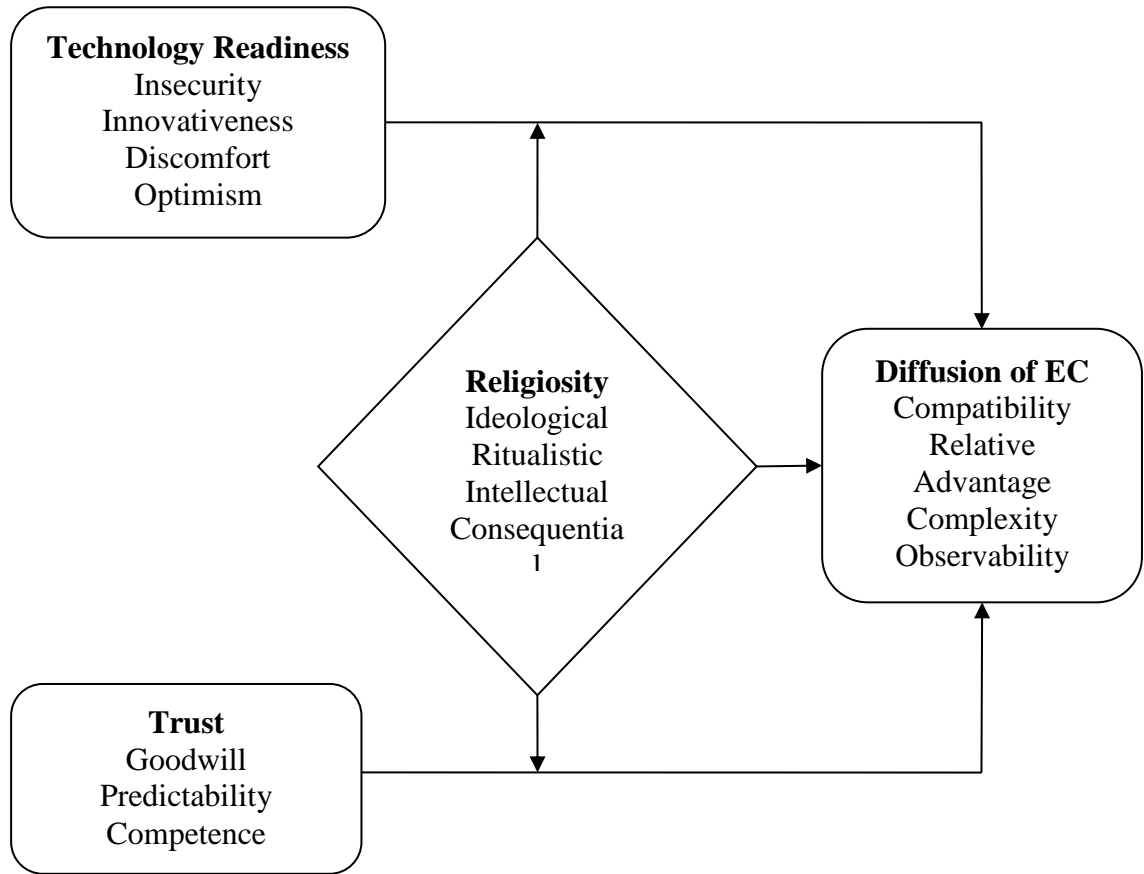 Technology Readiness
Insecurity
Innovativeness
Discomfort
Optimism
Religiosity
Ideological
Ritualistic
Intellectual
Consequentia
l
Diffusion of EC
Compatibility
Relative
Advantage
Complexity
Observability
Trust
Goodwill
Predictability
Competence